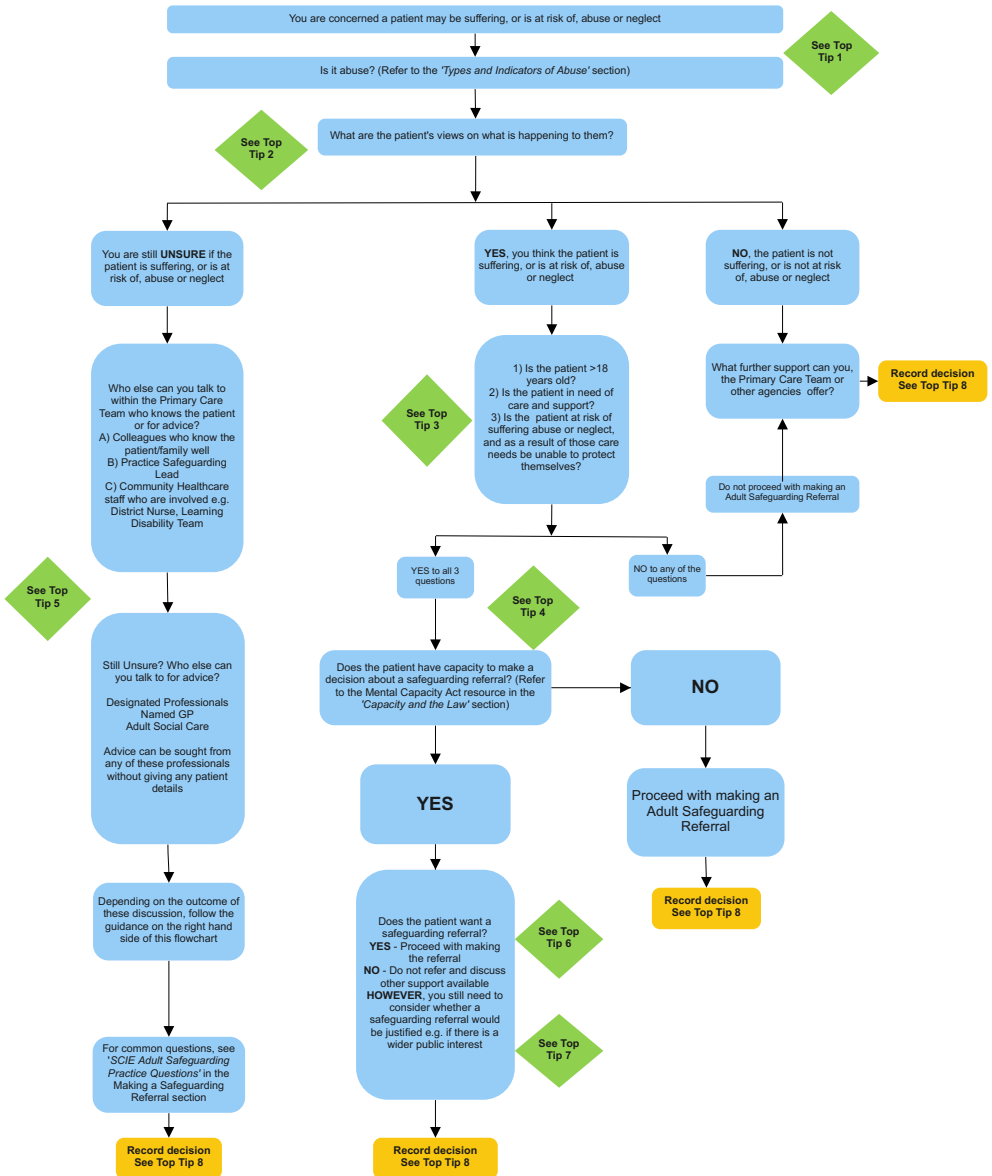 You are concerned a patient may be suffering, or is at risk of, abuse or neglect
See Top
Tip 1
Is it abuse? (Refer to the 'Types and Indicators of Abuse' section)
See Top
Tip 2
What are the patient's views on what is happening to them?
You are still UNSURE if the
patient is suffering, or is at
risk of, abuse or neglect
YES, you think the patient is
suffering, or is at risk of, abuse
or neglect
NO, the patient is not
suffering, or is not at risk
of, abuse or neglect
Who else can you talk to
within the Primary Care
Team who knows the patient
or for advice?
A) Colleagues who know the
patient/family well
B) Practice Safeguarding
Lead
C) Community Healthcare
staff who are involved e.g.
District Nurse, Learning
Disability Team
See Top
Tip 3
1) Is the patient >18
years old?
2) Is the patient in need of
care and support?
3) Is the patient at risk of
suffering abuse or neglect,
and as a result of those care
needs be unable to protect
themselves?
What further support can you,
the Primary Care Team or
other agencies offer?
Record decision
See Top Tip 8
Do not proceed with making an
Adult Safeguarding Referral
YES to all 3
questions
NO to any of the
questions
See Top
Tip 5
See Top
Tip 4
Still Unsure? Who else can
you talk to for advice?
Designated Professionals
Named GP
Adult Social Care
Advice can be sought from
any of these professionals
without giving any patient
details
Does the patient have capacity to make a
decision about a safeguarding referral? (Refer
to the Mental Capacity Act resource in the
'Capacity and the Law' section)
NO
YES
Proceed with making an
Adult Safeguarding
Referral
Record decision
See Top Tip 8
Depending on the outcome of
these discussion, follow the
guidance on the right hand
side of this flowchart
Does the patient want a
safeguarding referral?
YES - Proceed with making
the referral
NO - Do not refer and discuss
other support available
HOWEVER, you still need to
consider whether a
safeguarding referral would
be justified e.g. if there is a
wider public interest
See Top
Tip 6
See Top
Tip 7
For common questions, see
'SCIE Adult Safeguarding
Practice Questions' in the
Making a Safeguarding
Referral section
Record decision
See Top Tip 8
Record decision
See Top Tip 8